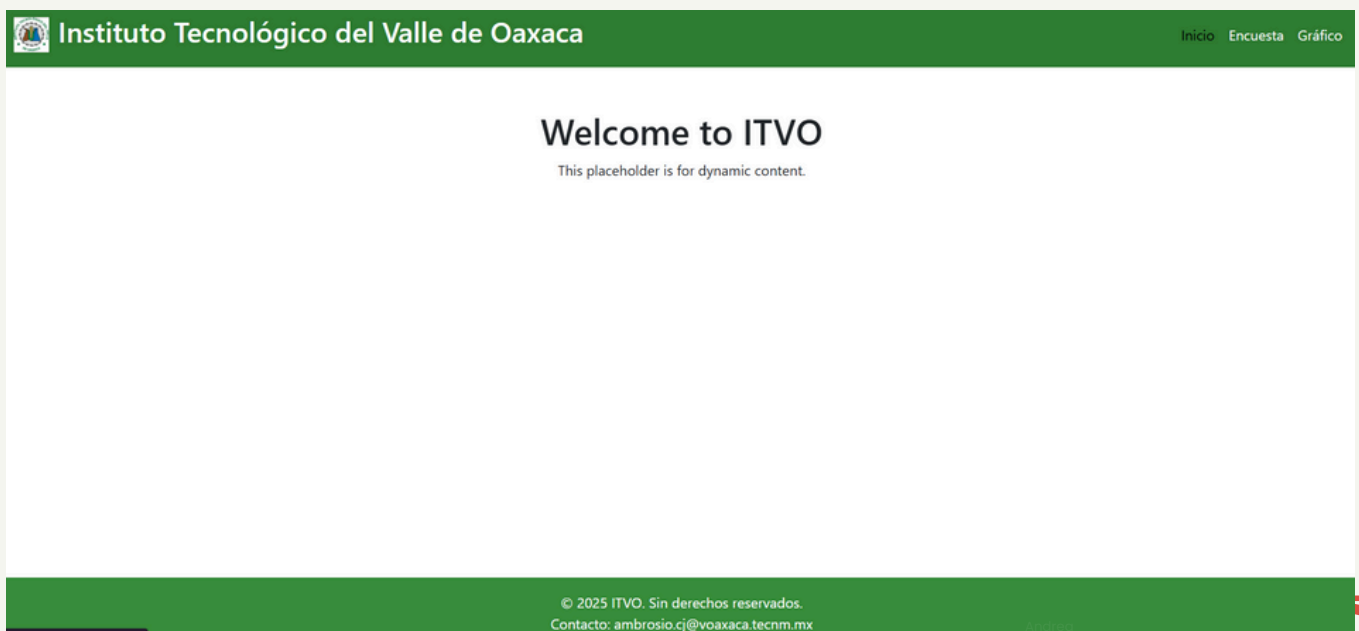 Instituto Tecnológico del Valle de Oaxaca
Inicio Encuesta Gráfico
Welcome to ITVO
This placeholder is for dynamic content.
© 2025 ITVO. Sin derechos reservados.
Contacto: ambrosio.cj@voaxaca.tecnm.mx
Andrea